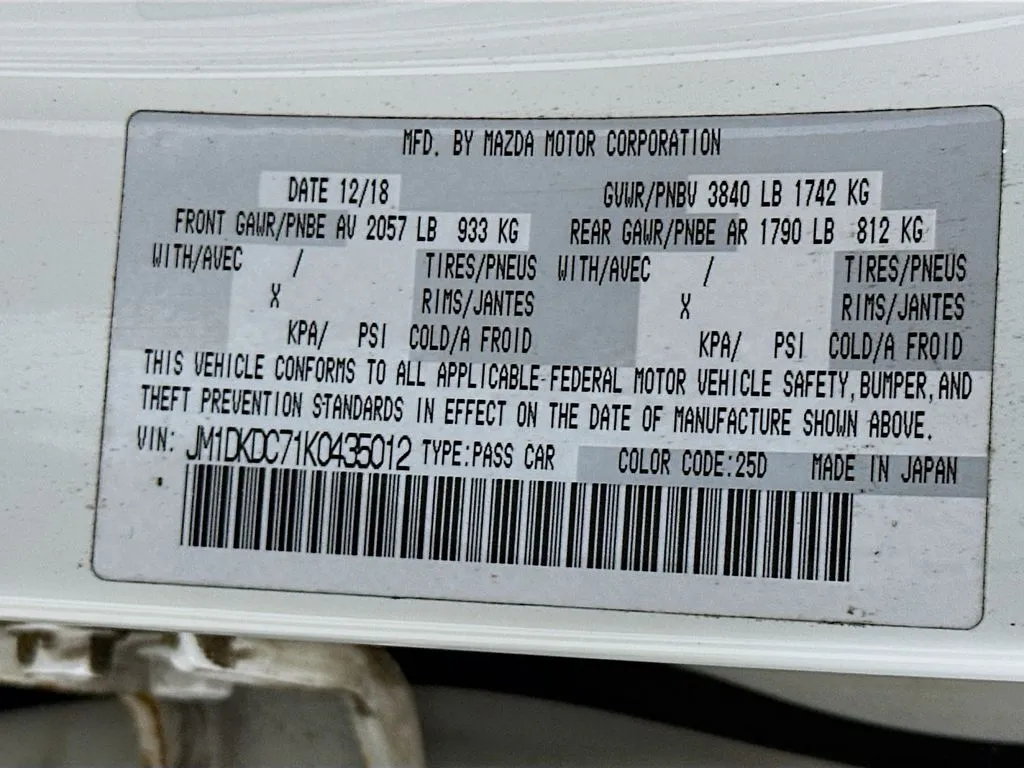 MFD. BY MAZDA MOTOR CORPORATION
DATE 12/18 GVWR/PNBV 3840 LB 1742 KG
FRONT GAWR/PNBE AV 2057 LB 933 KG REAR GAWR/PNBE AR 1790 LB 812 KG
WITH/AVEC / TIRES/PNEUS WITH/AVEC / TIRES/PNEUS
X RIMS/JANTES X RIMS/JANTES
KPA/ PSI COLD/A FROID KPA/ PSI COLD/A FROID
THIS VEHICLE CONFORMS TO ALL APPLICABLE FEDERAL MOTOR VEHICLE SAFETY, BUMPER, AND
THEFT PREVENTION STANDARDS IN EFFECT ON THE DATE OF MANUFACTURE SHOWN ABOVE.
VIN: JM1DKDC71K0435012 TYPE:PASS CAR COLOR CODE:25D MADE IN JAPAN